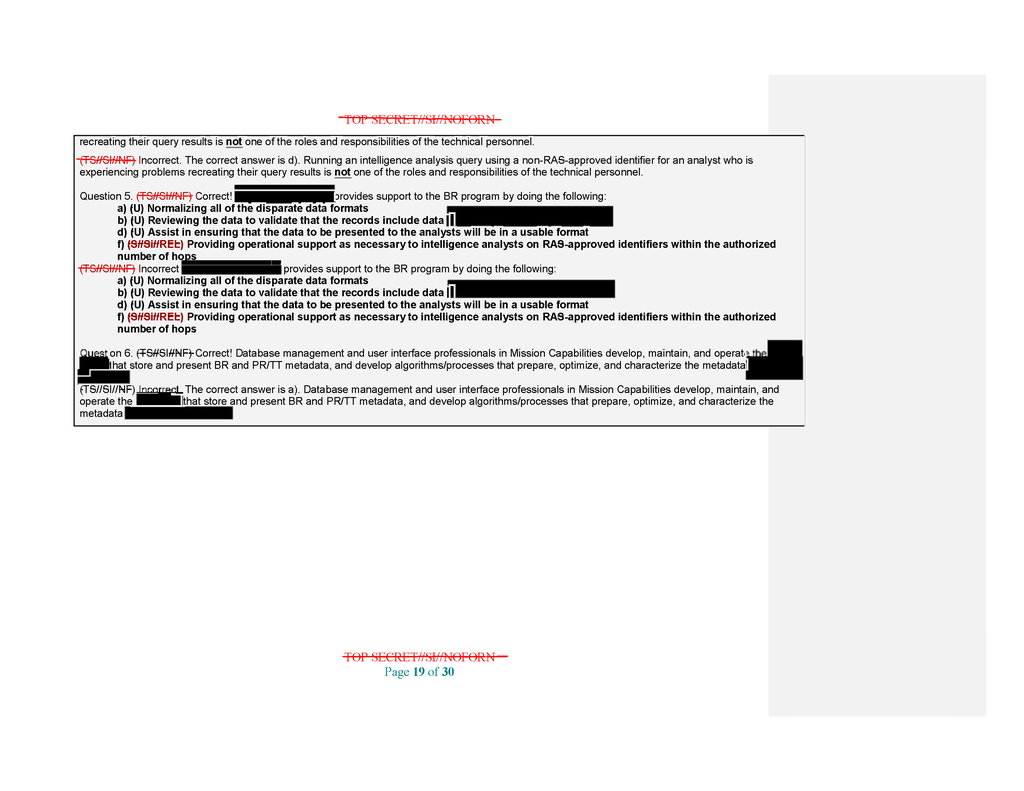 TOP SECRET//SI//NOFORN
recreating their query results is not one of the roles and responsibilities of the technical personnel.
(TS//SI//NF) Incorrect. The correct answer is d). Running an intelligence analysis query using a non-RAS-approved identifier for an analyst who is
experiencing problems recreating their query results is not one of the roles and responsibilities of the technical personnel.
Question 5. (TS//SI//NF) Correct! provides support to the BR program by doing the following:
a) (U) Normalizing all of the disparate data formats
b) (U) Reviewing the data to validate that the records include data
d) (U) Assist in ensuring that the data to be presented to the analysts will be in a usable format
f) (S//SI//REL) Providing operational support as necessary to intelligence analysts on RAS-approved identifiers within the authorized
number of hops
(TS//SI//NF) Incorrect provides support to the BR program by doing the following:
a) (U) Normalizing all of the disparate data formats
b) (U) Reviewing the data to validate that the records include data
d) (U) Assist in ensuring that the data to be presented to the analysts will be in a usable format
f) (S//SI//REL) Providing operational support as necessary to intelligence analysts on RAS-approved identifiers within the authorized
number of hops
Question 6. (TS//SI//NF) Correct! Database management and user interface professionals in Mission Capabilities develop, maintain, and operate the
that store and present BR and PR/TT metadata, and develop algorithms/processes that prepare, optimize, and characterize the metadata
(TS//SI//NF) Incorrect. The correct answer is a). Database management and user interface professionals in Mission Capabilities develop, maintain, and
operate the that store and present BR and PR/TT metadata, and develop algorithms/processes that prepare, optimize, and characterize the
metadata
TOP SECRET//SI//NOFORN
Page 19 of 30